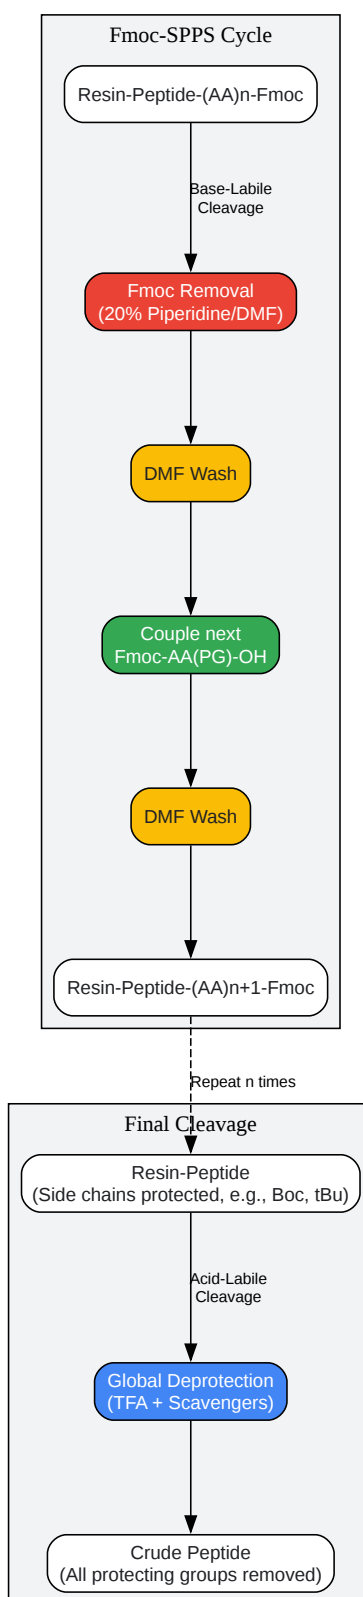 Fmoc-SPPS Cycle
Resin-Peptide-(AA)n-Fmoc
Base-Labile
Cleavage
Fmoc Removal
(20% Piperidine/DMF)
DMF Wash
Couple next
Fmoc-AA(PG)-OH
DMF Wash
Resin-Peptide-(AA)n+1-Fmoc
Repeat n times
Final Cleavage
Resin-Peptide
(Side chains protected, e.g., Boc, tBu)
Acid-Labile
Cleavage
Global Deprotection
(TFA + Scavengers)
Crude Peptide
(All protecting groups removed)